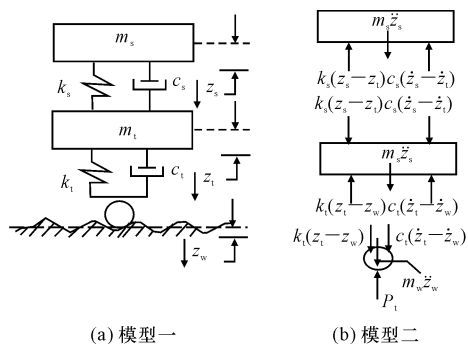 m_s
k_s
c_s
z_s
m_t
k_t
c_t
z_t
z_w
(a) 模型一
m_s z̈_s
k_s(z_s−z_t)c_s(ż_s−ż_t)
k_s(z_s−z_t)c_s(ż_s−ż_t)
m_s z̈_s
k_t(z_t−z_w)c_t(ż_t−ż_w)
k_t(z_t−z_w) c_t(ż_t−ż_w)
m_w z̈_w
P_t
(b) 模型二